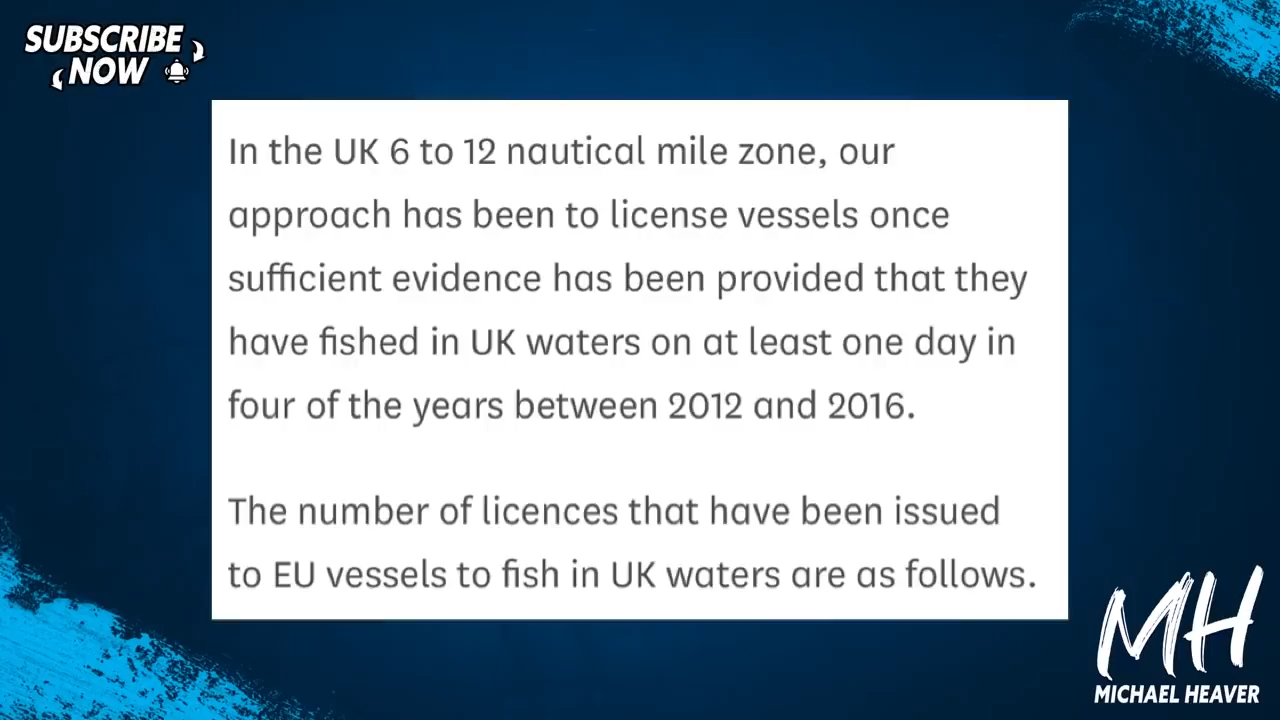 SUBSCRIBE
NOW
In the UK 6 to 12 nautical mile zone, our
approach has been to license vessels once
sufficient evidence has been provided that they
have fished in UK waters on at least one day in
four of the years between 2012 and 2016.
The number of licences that have been issued
to EU vessels to fish in UK waters are as follows.
MH
MICHAEL HEAVER